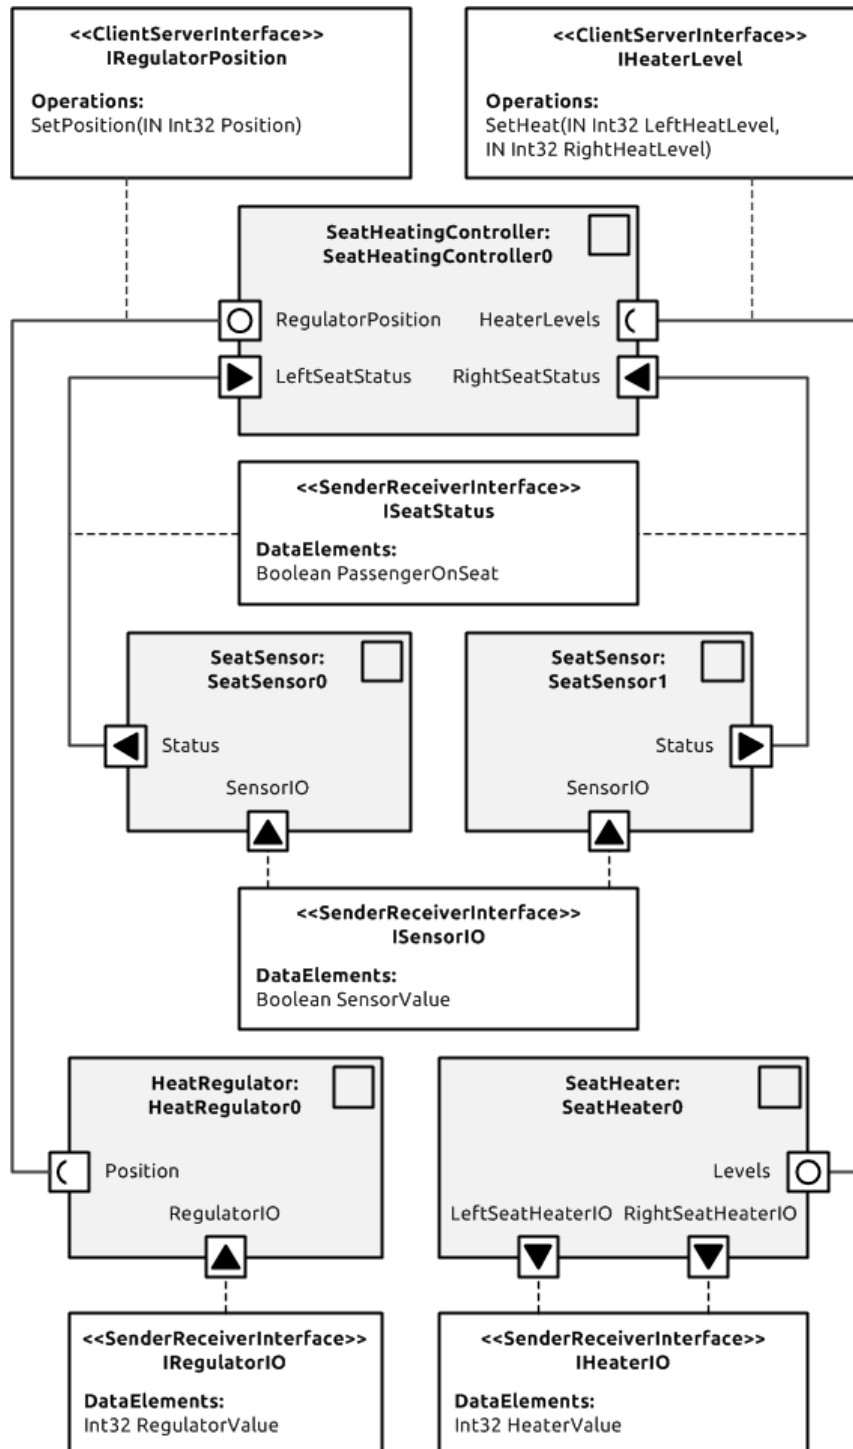 <<ClientServerInterface>>
IRegulatorPosition
Operations:
SetPosition(IN Int32 Position)
<<ClientServerInterface>>
IHeaterLevel
Operations:
SetHeat(IN Int32 LeftHeatLevel,
IN Int32 RightHeatLevel)
SeatHeatingController:
SeatHeatingController0
RegulatorPosition
HeaterLevels
LeftSeatStatus
RightSeatStatus
<<SenderReceiverInterface>>
ISeatStatus
DataElements:
Boolean PassengerOnSeat
SeatSensor:
SeatSensor0
Status
SensorIO
SeatSensor:
SeatSensor1
Status
SensorIO
<<SenderReceiverInterface>>
ISensorIO
DataElements:
Boolean SensorValue
HeatRegulator:
HeatRegulator0
Position
RegulatorIO
SeatHeater:
SeatHeater0
Levels
LeftSeatHeaterIO
RightSeatHeaterIO
<<SenderReceiverInterface>>
IRegulatorIO
DataElements:
Int32 RegulatorValue
<<SenderReceiverInterface>>
IHeaterIO
DataElements:
Int32 HeaterValue